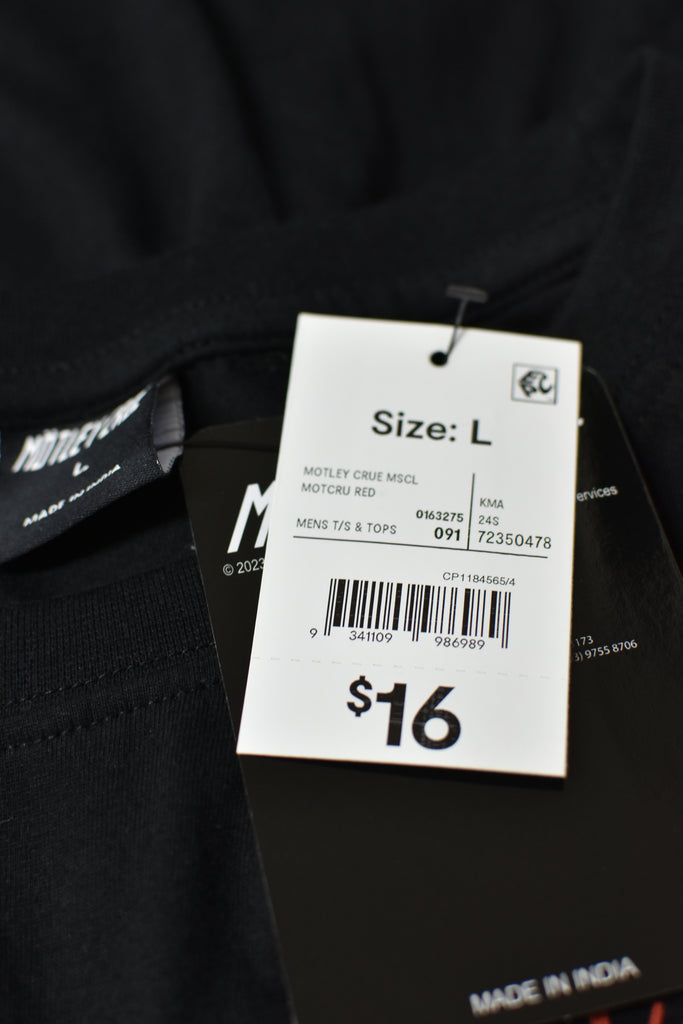 Size: L
MOTLEY CRUE MSCL
MOTCRU RED
0163275
MENS T/S & TOPS 091
KMA
24S
72350478
CP1184565/4
9 341109 986989
$16
MÖTLEY CRÜE
L
MADE IN INDIA
M
© 2023
ervices
173
3) 9755 8706
MADE IN INDIA